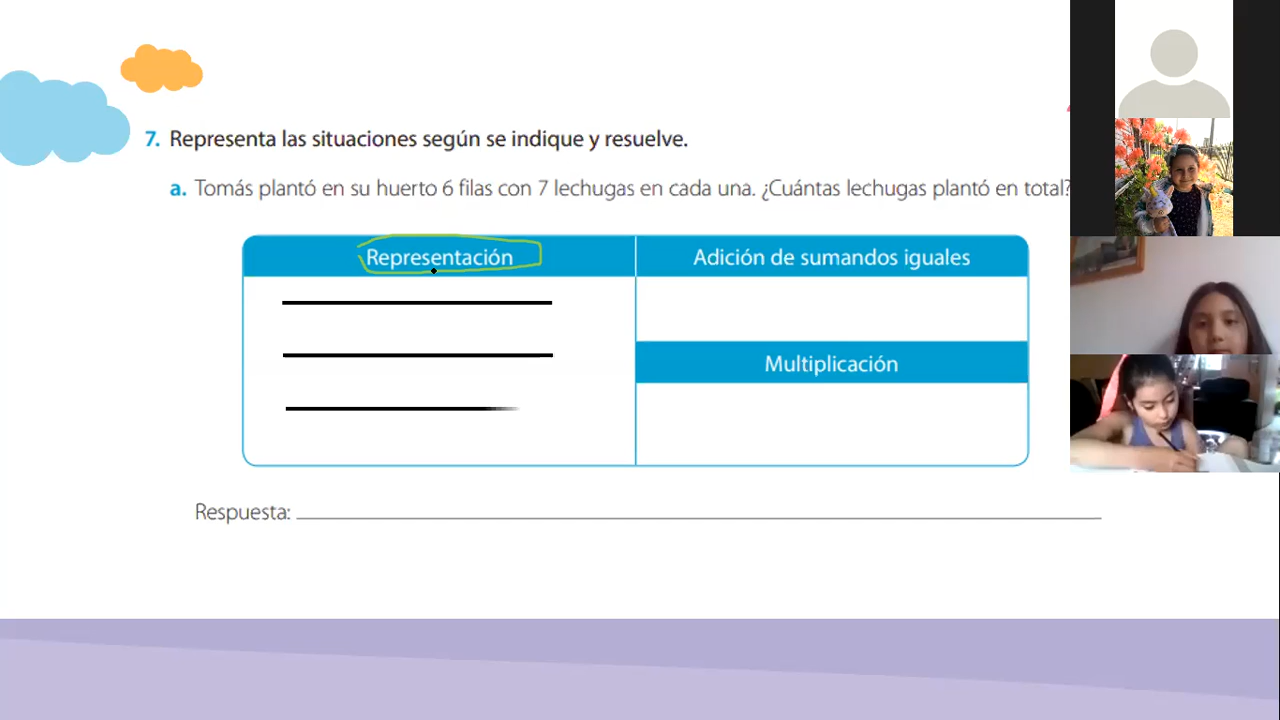 7. Representa las situaciones según se indique y resuelve.
a. Tomás plantó en su huerto 6 filas con 7 lechugas en cada una. ¿Cuántas lechugas plantó en total?
Representación
Adición de sumandos iguales
Multiplicación
Respuesta: